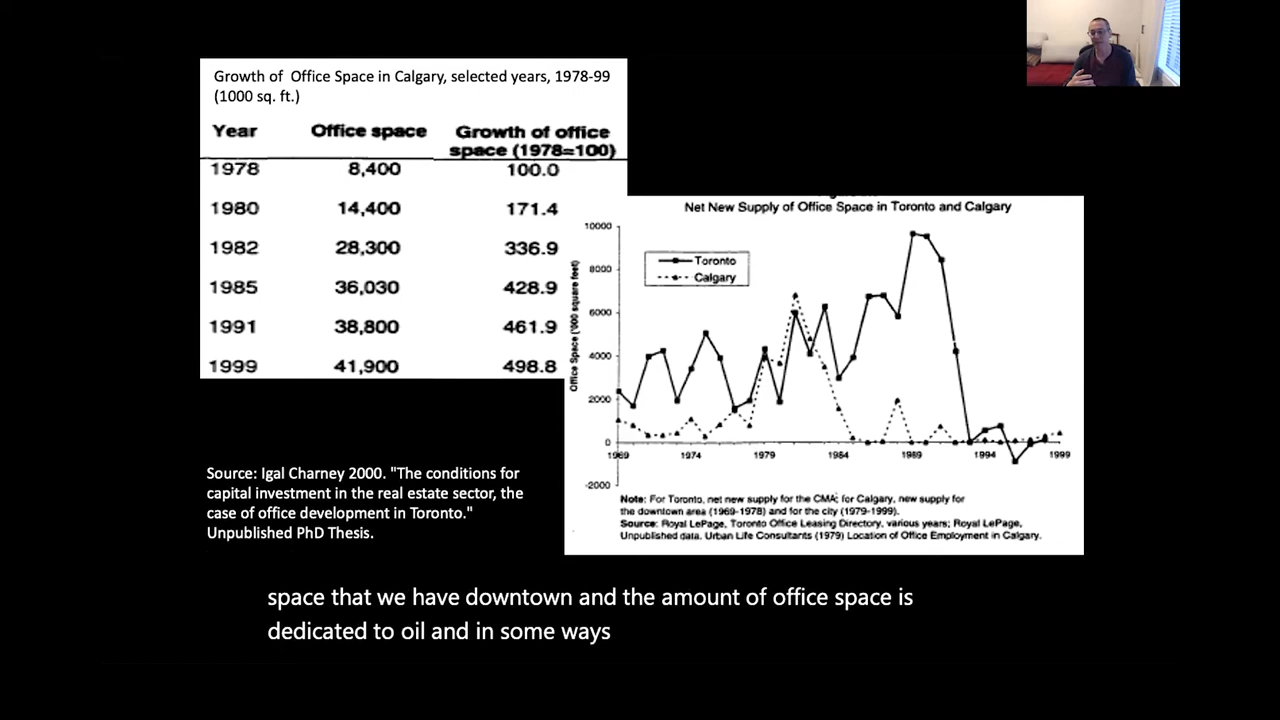 Growth of Office Space in Calgary, selected years, 1978-99
(1000 sq. ft.)
Year Office space Growth of office
space (1978=100)
1978 8,400 100.0
1980 14,400 171.4
1982 28,300 336.9
1985 36,030 428.9
1991 38,800 461.9
1999 41,900 498.8
Net New Supply of Office Space in Toronto and Calgary
Office Space ('000 square feet)
10000
8000
6000
4000
2000
0
-2000
Toronto
Calgary
1969 1974 1979 1984 1989 1994 1999
Note: For Toronto, net new supply for the CMA; for Calgary, new supply for
the downtown area (1969-1978) and for the city (1979-1999).
Source: Royal LePage, Toronto Office Leasing Directory, various years; Royal LePage,
Unpublished data. Urban Life Consultants (1979) Location of Office Employment in Calgary.
Source: Igal Charney 2000. "The conditions for
capital investment in the real estate sector, the
case of office development in Toronto."
Unpublished PhD Thesis.
space that we have downtown and the amount of office space is
dedicated to oil and in some ways